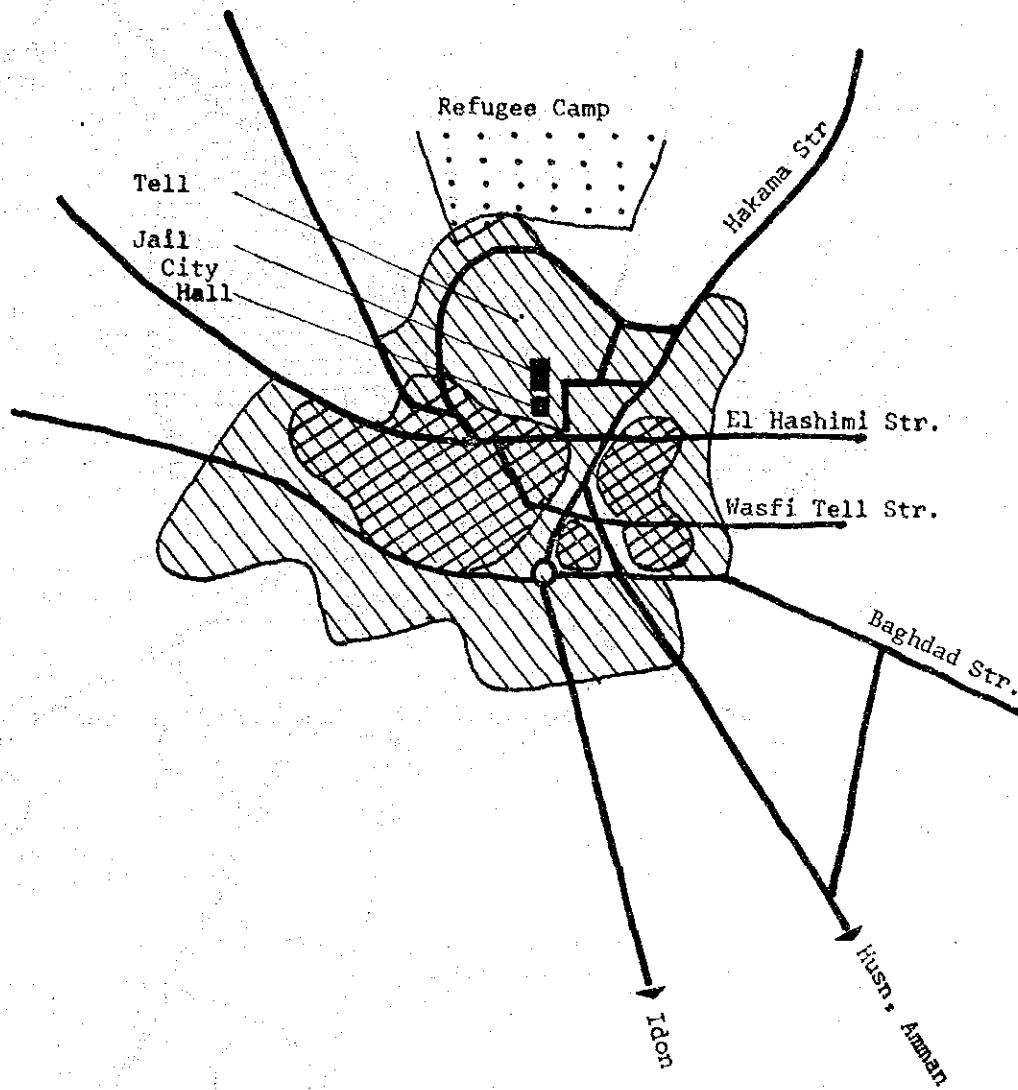 Refugee Camp
Hakama Str
Tell
Jail
City
Hall
El Hashimi Str.
Wasfi Tell Str.
Baghdad Str.
Husn, Amman
Idon